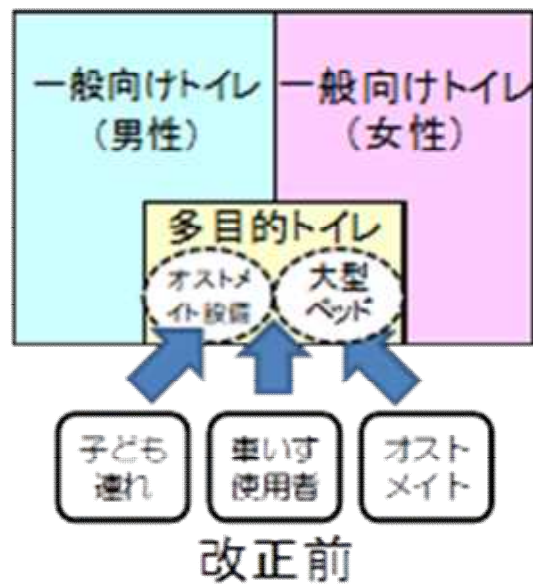 一般向けトイレ
（男性）
一般向けトイレ
（女性）
多目的トイレ
オストメ
イト設備
大型
ベッド
子ども
連れ
車いす
使用者
オスト
メイト
改正前